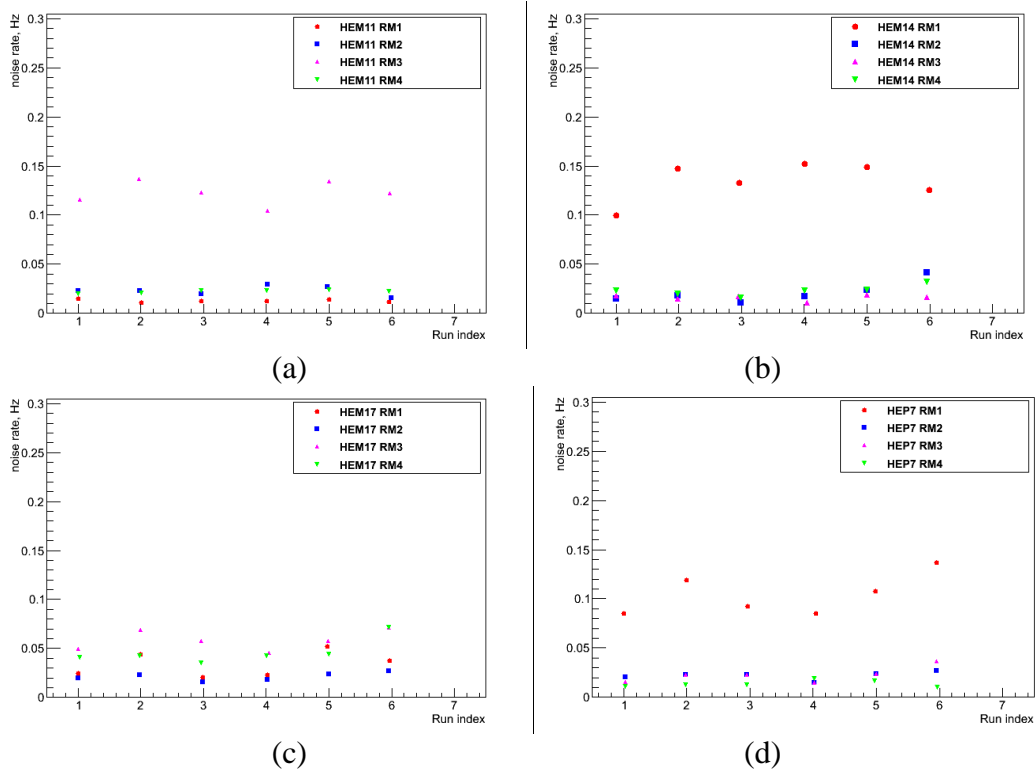 noise rate, Hz
0.3
0.25
0.2
0.15
0.1
0.05
0
HEM11 RM1
HEM11 RM2
HEM11 RM3
HEM11 RM4
1 2 3 4 5 6 7
Run index
(a)
noise rate, Hz
0.3
0.25
0.2
0.15
0.1
0.05
0
HEM14 RM1
HEM14 RM2
HEM14 RM3
HEM14 RM4
1 2 3 4 5 6 7
Run index
(b)
noise rate, Hz
0.3
0.25
0.2
0.15
0.1
0.05
0
HEM17 RM1
HEM17 RM2
HEM17 RM3
HEM17 RM4
1 2 3 4 5 6 7
Run index
(c)
noise rate, Hz
0.3
0.25
0.2
0.15
0.1
0.05
0
HEP7 RM1
HEP7 RM2
HEP7 RM3
HEP7 RM4
1 2 3 4 5 6 7
Run index
(d)